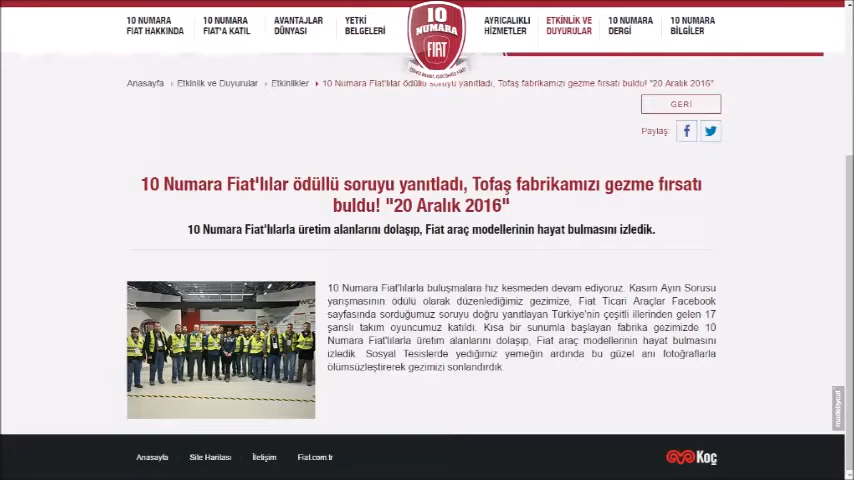 10 NUMARA
FIAT HAKKINDA
10 NUMARA
FIAT'A KATIL
AVANTAJLAR
DÜNYASI
YETKİ
BELGELERİ
10
NUMARA
FIAT
AYRICALIKLI
HİZMETLER
ETKİNLİK VE
DUYURULAR
10 NUMARA
DERGİ
10 NUMARA
BİLGİLER
Anasayfa › Etkinlik ve Duyurular › Etkinlikler › 10 Numara Fiat'lılar ödüllü soruyu yanıtladı, Tofaş fabrikamızı gezme fırsatı buldu! "20 Aralık 2016"
GERİ
Paylaş:
10 Numara Fiat'lılar ödüllü soruyu yanıtladı, Tofaş fabrikamızı gezme fırsatı
buldu! "20 Aralık 2016"
10 Numara Fiat'lılarla üretim alanlarını dolaşıp, Fiat araç modellerinin hayat bulmasını izledik.
10 Numara Fiat'lılarla buluşmalara hız kesmeden devam ediyoruz. Kasım Ayın Sorusu
yarışmasının ödülü olarak düzenlediğimiz gezimize, Fiat Ticari Araçlar Facebook
sayfasında sorduğumuz soruyu doğru yanıtlayan Türkiye'nin çeşitli illerinden gelen 17
şanslı takım oyuncumuz katıldı. Kısa bir sunumla başlayan fabrika gezimizde 10
Numara Fiat'lılarla üretim alanlarını dolaşıp, Fiat araç modellerinin hayat bulmasını
izledik. Sosyal Tesislerde yediğimiz yemeğin ardında bu güzel anı fotoğraflarla
ölümsüzleştirerek gezimizi sonlandırdık.
madebycat
Anasayfa
Site Haritası
İletişim
Fiat.com.tr
Koç